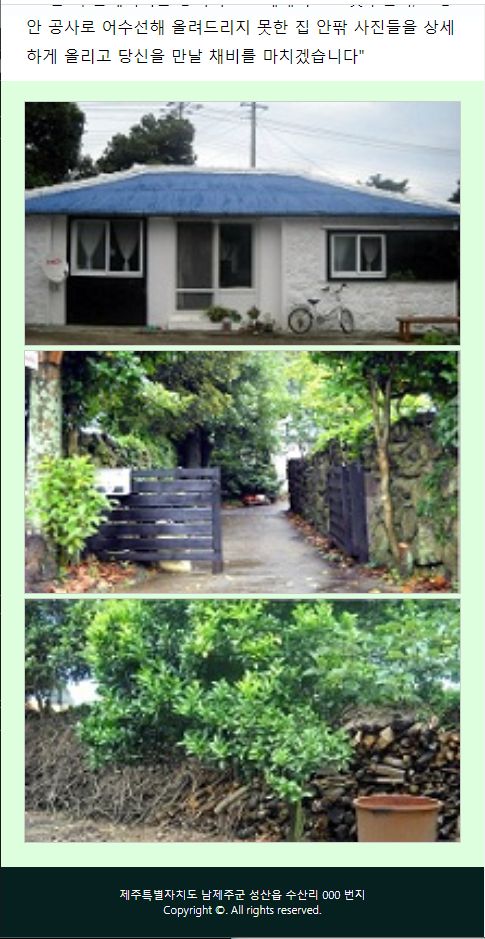 안 공사로 어수선해 올려드리지 못한 집 안팎 사진들을 상세
하게 올리고 당신을 만날 채비를 마치겠습니다"
제주특별자치도 남제주군 성산읍 수산리 000 번지
Copyright ©. All rights reserved.